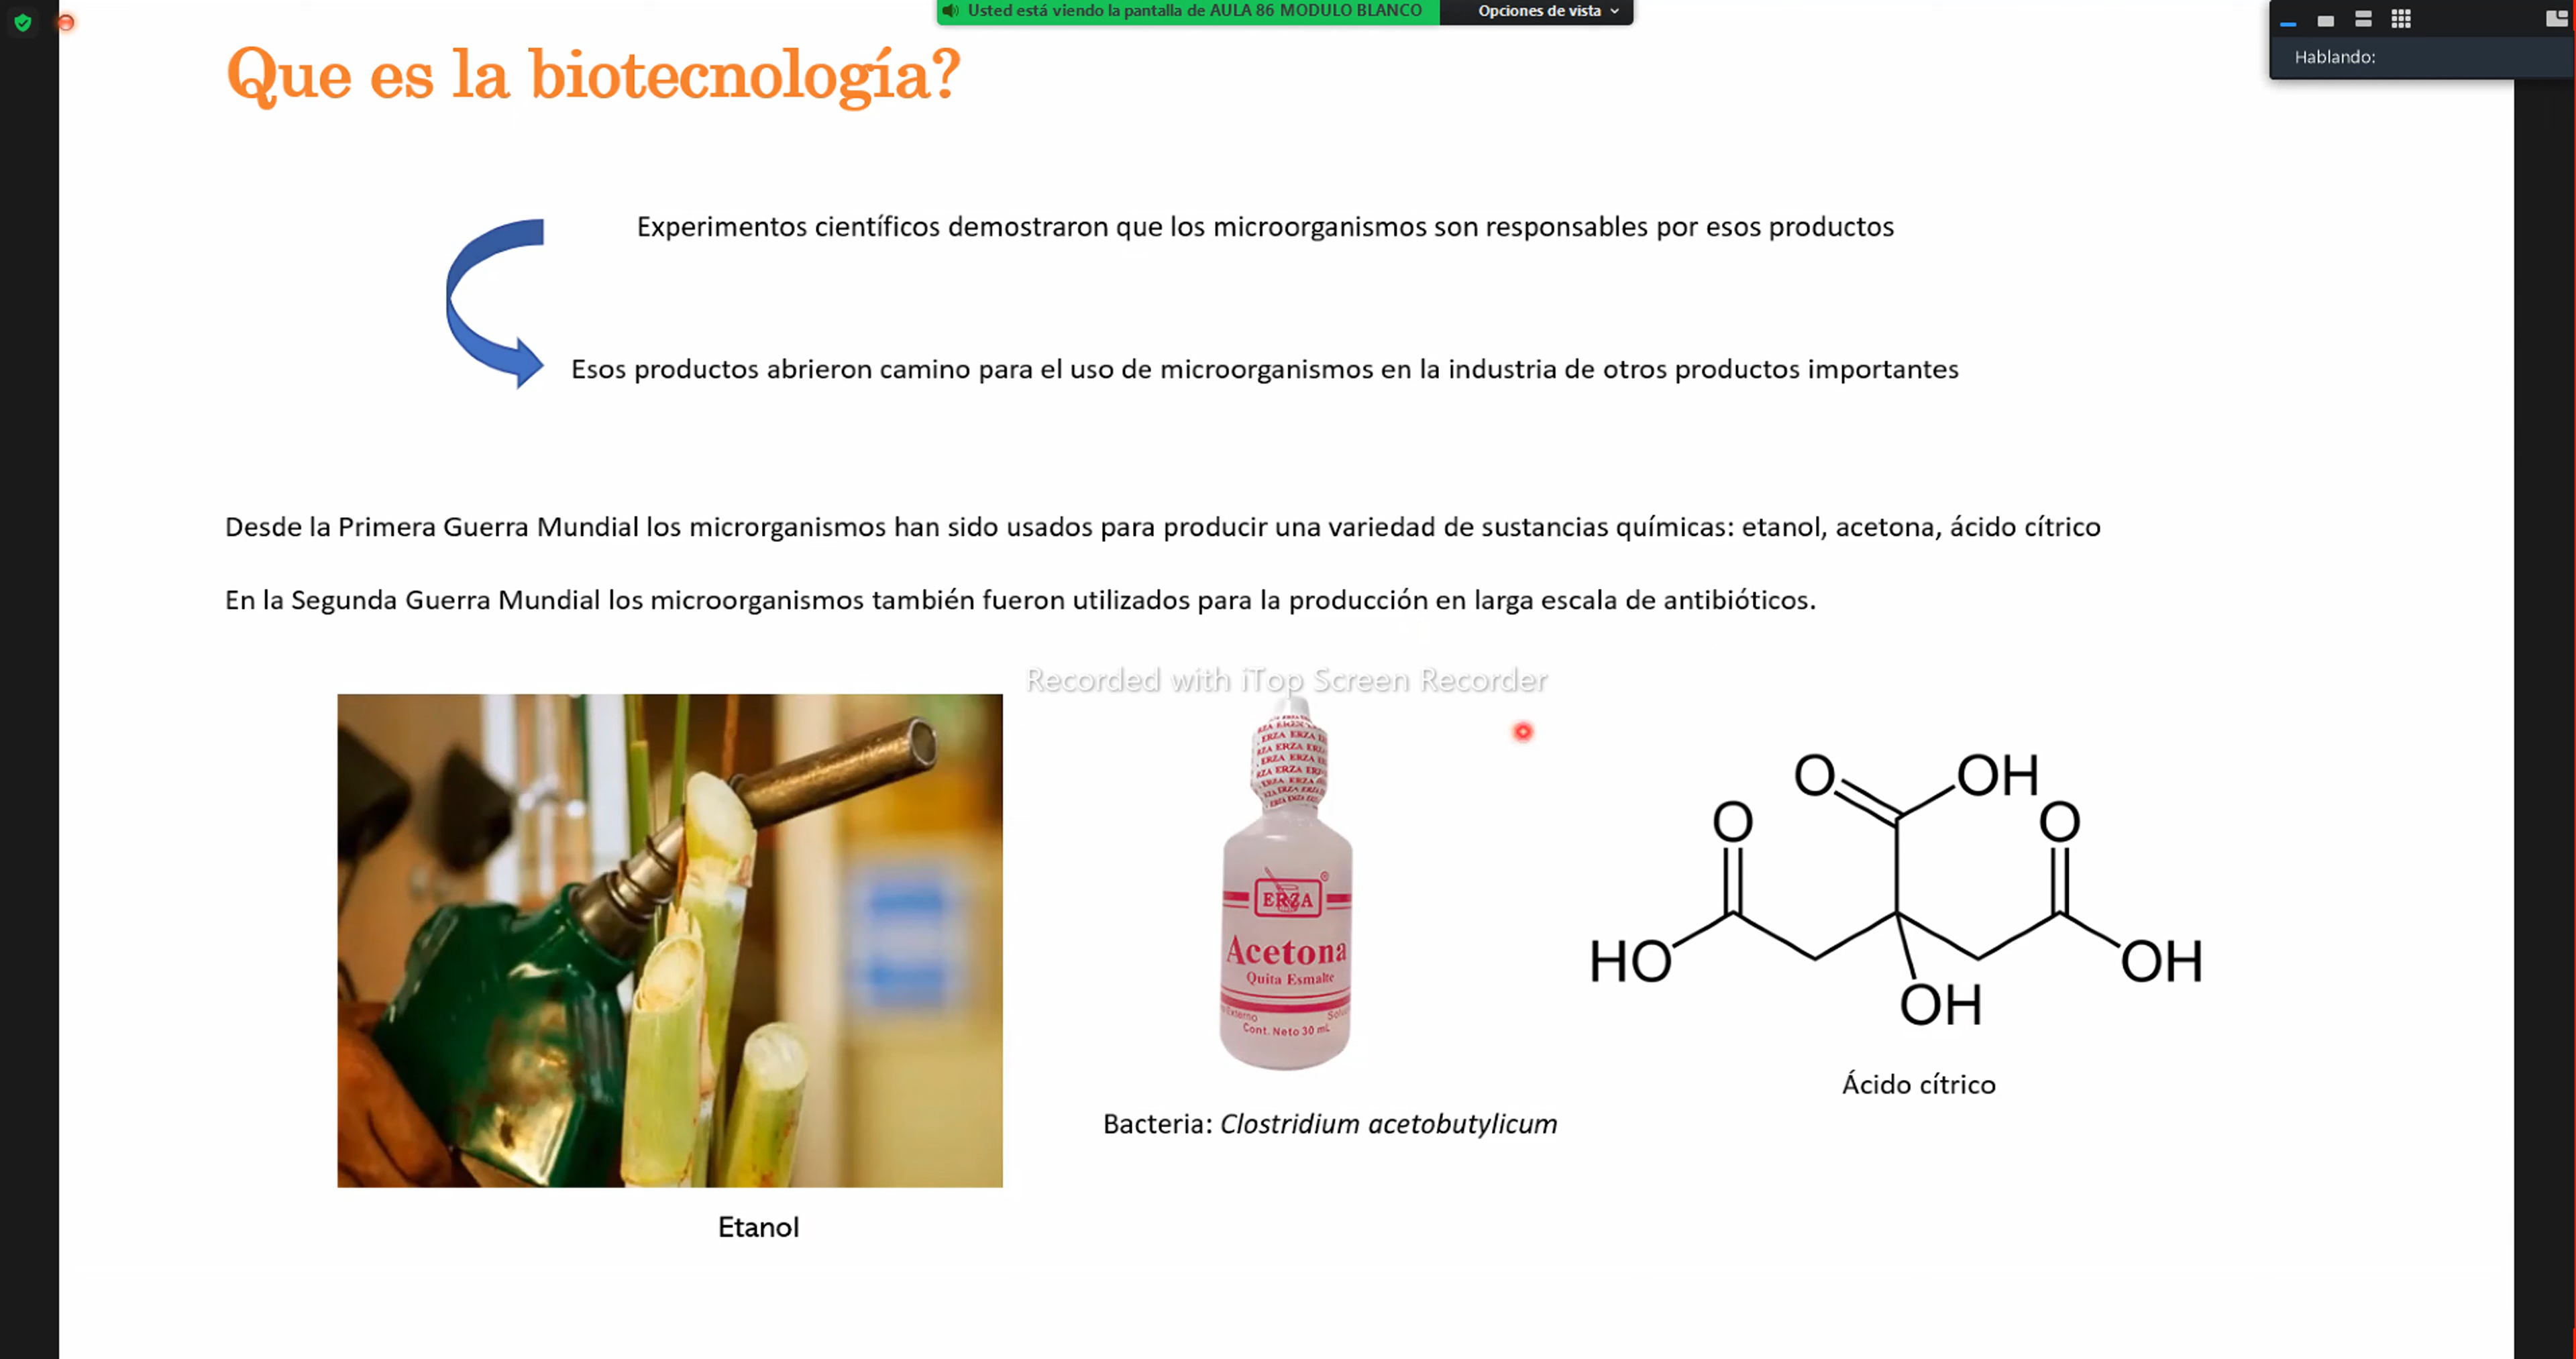 Usted está viendo la pantalla de AULA 86 MODULO BLANCO
Opciones de vista
Hablando:
Que es la biotecnología?
Experimentos científicos demostraron que los microorganismos son responsables por esos productos
Esos productos abrieron camino para el uso de microorganismos en la industria de otros productos importantes
Desde la Primera Guerra Mundial los microrganismos han sido usados para producir una variedad de sustancias químicas: etanol, acetona, ácido cítrico
En la Segunda Guerra Mundial los microorganismos también fueron utilizados para la producción en larga escala de antibióticos.
Recorded with iTop Screen Recorder
ERZA ERZA
ERZA
Acetona
Quita Esmalte
Externo
Cont. Neto 30 mL
O OH
O O
HO OH
OH
Ácido cítrico
Bacteria: Clostridium acetobutylicum
Etanol